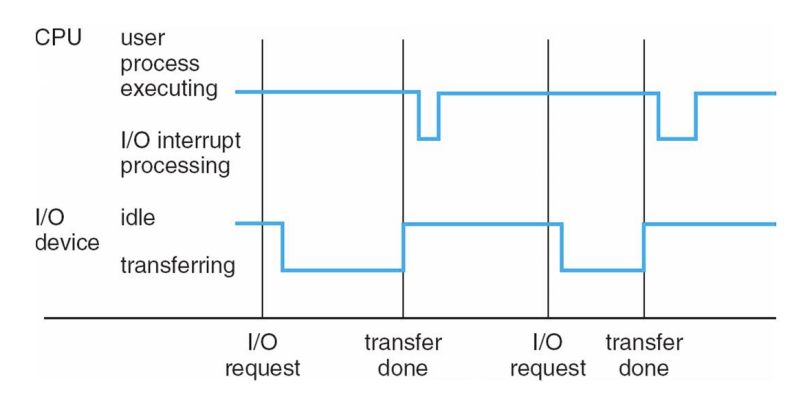 CPU user
process
executing
I/O interrupt
processing
I/O idle
device
transferring
I/O transfer I/O transfer
request done request done